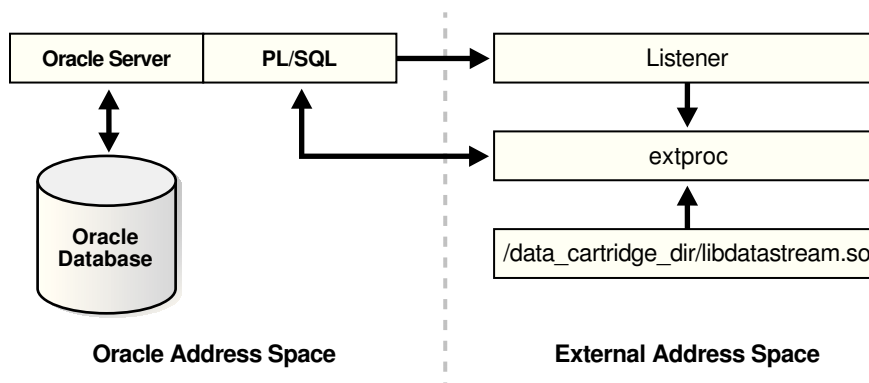 Oracle Server
PL/SQL
Listener
extproc
Oracle
Database
/data_cartridge_dir/libdatastream.so
Oracle Address Space
External Address Space